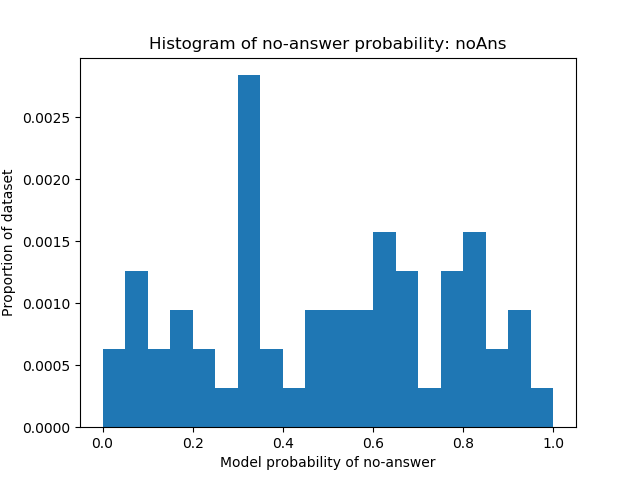 Histogram of no-answer probability: noAns
Proportion of dataset
0.0025
0.0020
0.0015
0.0010
0.0005
0.0000
0.0 0.2 0.4 0.6 0.8 1.0
Model probability of no-answer